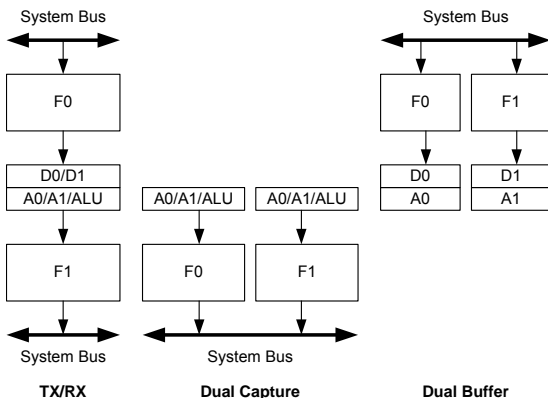 System Bus
System Bus
F0
F0
F1
D0/D1
D0
D1
A0/A1/ALU
A0/A1/ALU
A0/A1/ALU
A0
A1
F1
F0
F1
System Bus
System Bus
TX/RX
Dual Capture
Dual Buffer